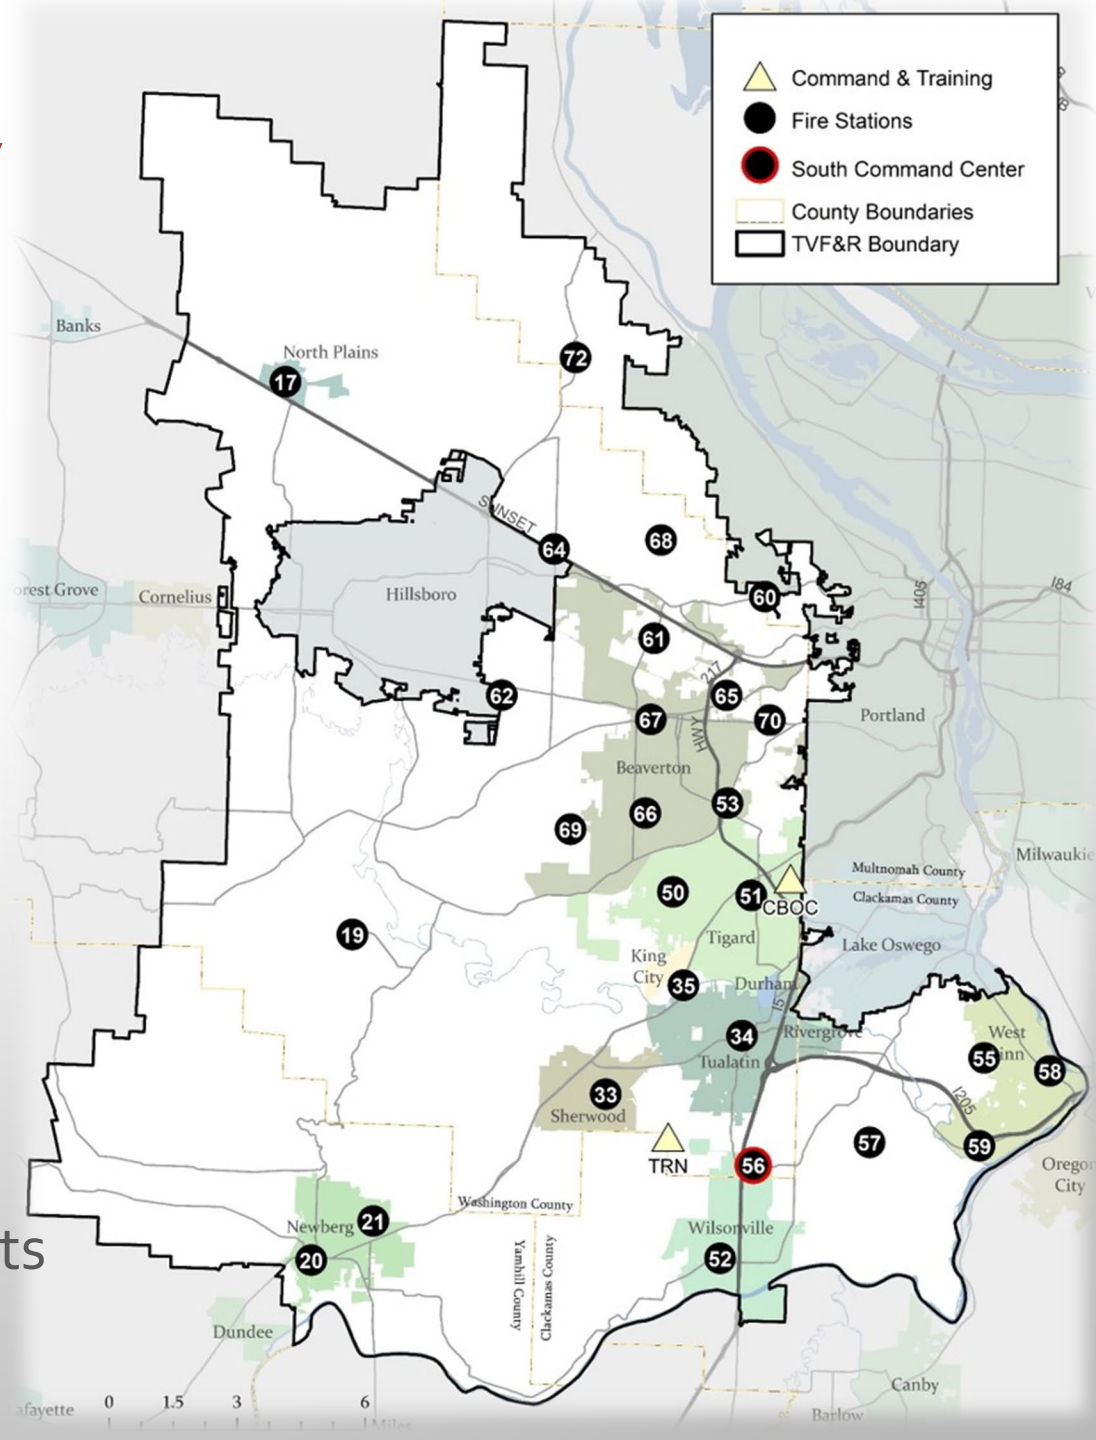 Command & Training
Fire Stations
South Command Center
County Boundaries
TVF&R Boundary
Banks
North Plains
17
72
SUNSET
64
68
60
I405
I84
orest Grove
Cornelius
Hillsboro
61
62
217
65
67
70
HWY
Portland
Beaverton
53
66
69
Milwaukie
Multnomah County
Clackamas County
50
51
CBOC
19
Tigard
Lake Oswego
King
City
35
Durham
I5
34
Rivergrove
Tualatin
West
inn
55
58
33
Sherwood
I205
57
59
TRN
56
Oregon
City
Washington County
21
Newberg
20
Wilsonville
52
Yamhill County
Clackamas County
ts
Dundee
Canby
Barlow
afayette
0 1.5 3 6
Miles